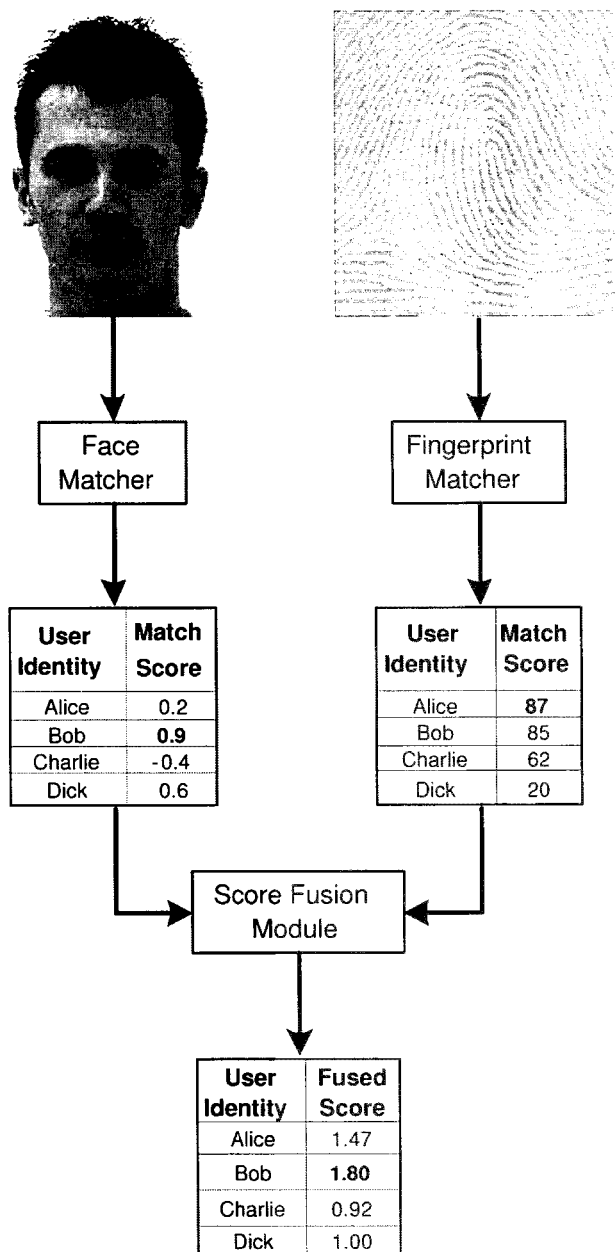 Face
Matcher
Fingerprint
Matcher
User Identity Match Score
Alice 0.2
Bob 0.9
Charlie -0.4
Dick 0.6
User Identity Match Score
Alice 87
Bob 85
Charlie 62
Dick 20
Score Fusion
Module
User Identity Fused Score
Alice 1.47
Bob 1.80
Charlie 0.92
Dick 1.00